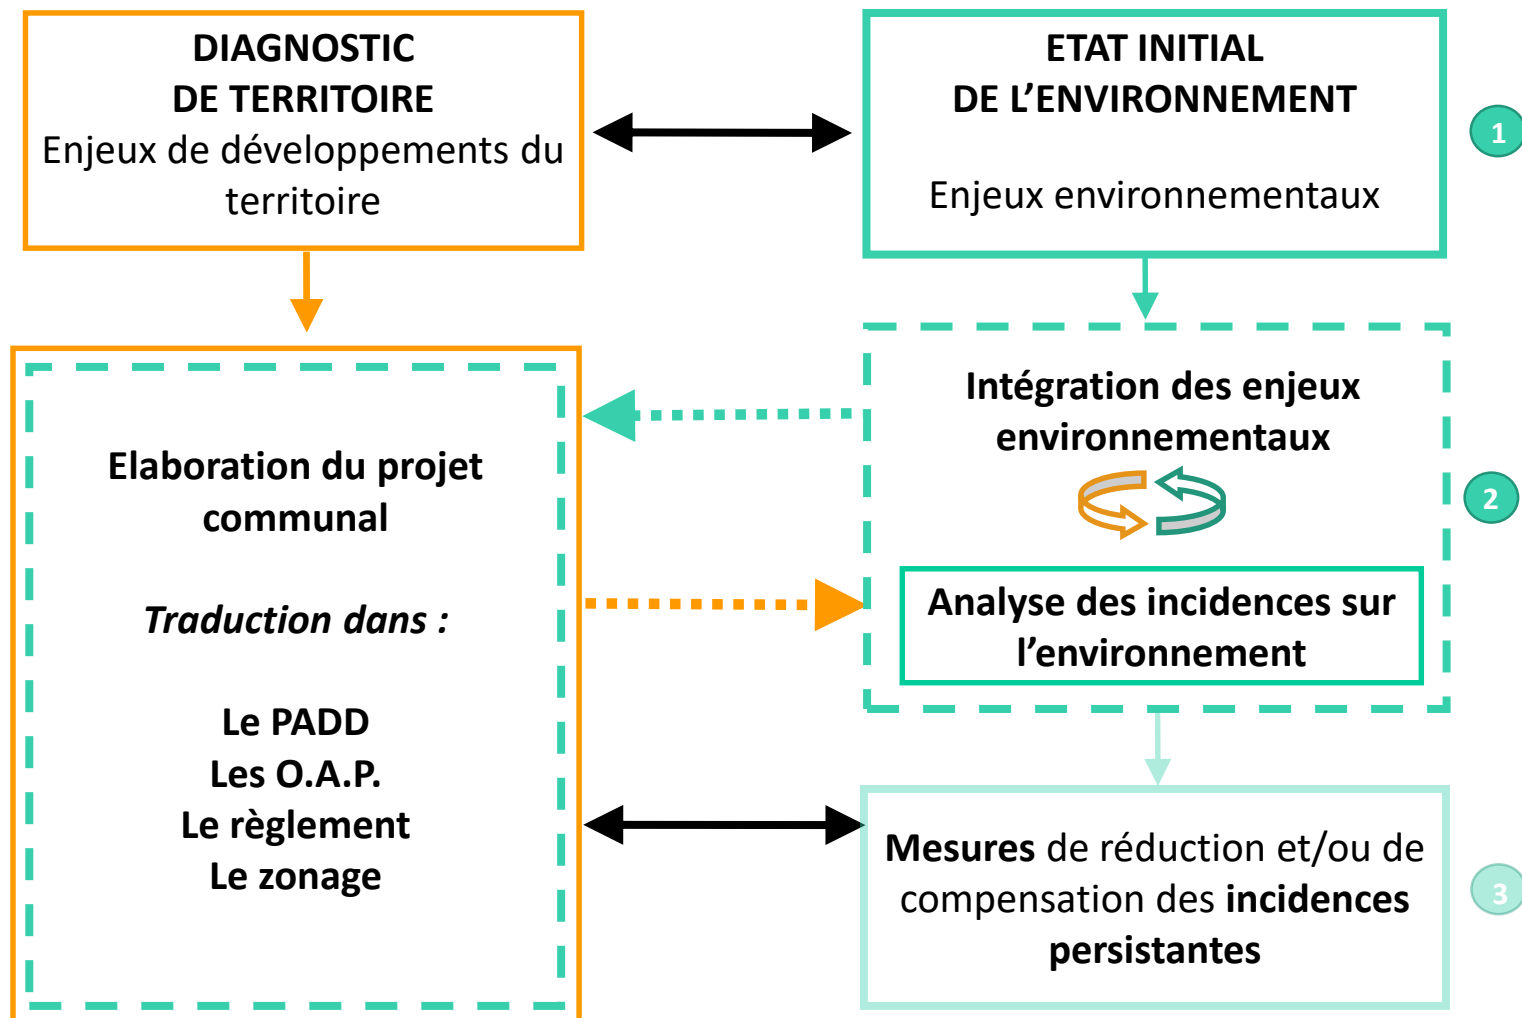 DIAGNOSTIC
DE TERRITOIRE
Enjeux de développements du
territoire
ETAT INITIAL
DE L’ENVIRONNEMENT
Enjeux environnementaux
1
Elaboration du projet
communal
Traduction dans :
Le PADD
Les O.A.P.
Le règlement
Le zonage
Intégration des enjeux
environnementaux
Analyse des incidences sur
l’environnement
2
Mesures de réduction et/ou de
compensation des incidences
persistantes
3